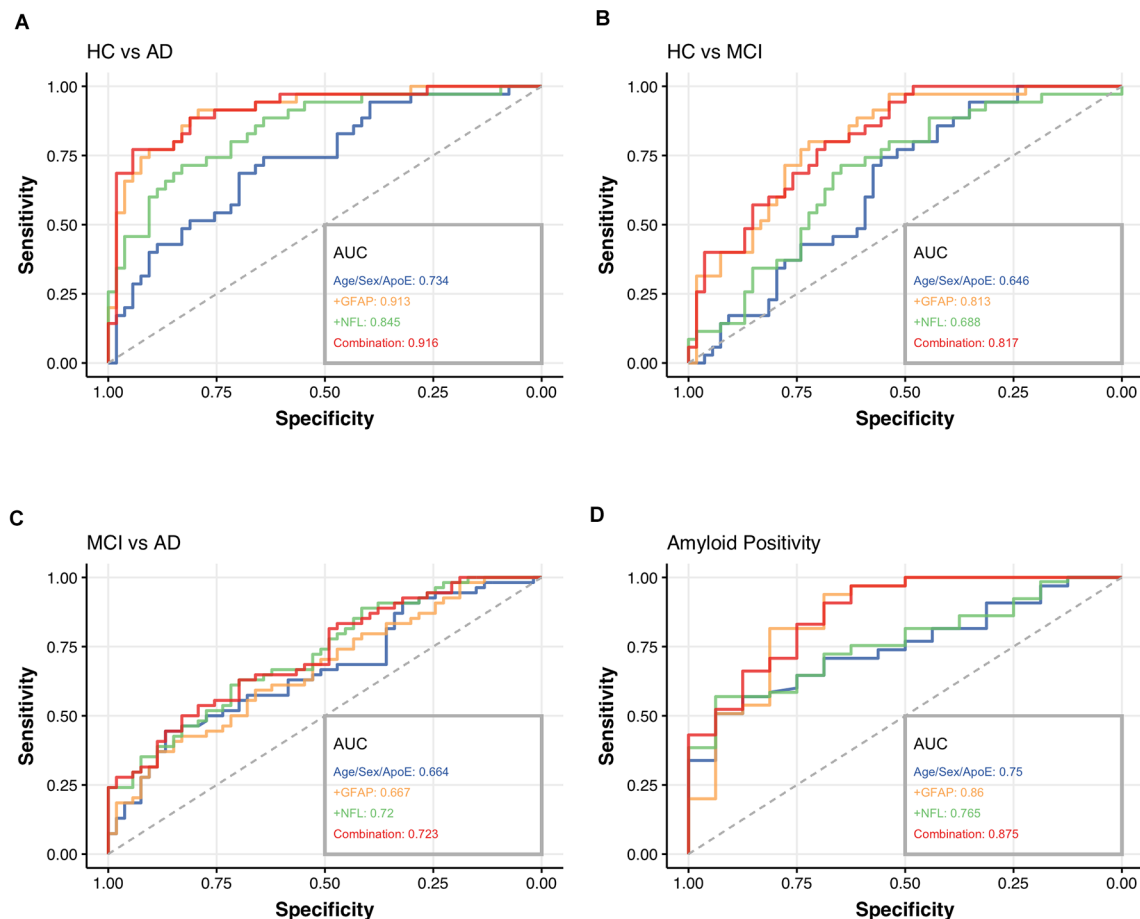 A
HC vs AD
1.00
0.75
0.50
0.25
0.00
Sensitivity
AUC
Age/Sex/ApoE: 0.734
+GFAP: 0.913
+NFL: 0.845
Combination: 0.916
1.00 0.75 0.50 0.25 0.00
Specificity
B
HC vs MCI
1.00
0.75
0.50
0.25
0.00
Sensitivity
AUC
Age/Sex/ApoE: 0.646
+GFAP: 0.813
+NFL: 0.688
Combination: 0.817
1.00 0.75 0.50 0.25 0.00
Specificity
C
MCI vs AD
1.00
0.75
0.50
0.25
0.00
Sensitivity
AUC
Age/Sex/ApoE: 0.664
+GFAP: 0.667
+NFL: 0.72
Combination: 0.723
1.00 0.75 0.50 0.25 0.00
Specificity
D
Amyloid Positivity
1.00
0.75
0.50
0.25
0.00
Sensitivity
AUC
Age/Sex/ApoE: 0.75
+GFAP: 0.86
+NFL: 0.765
Combination: 0.875
1.00 0.75 0.50 0.25 0.00
Specificity